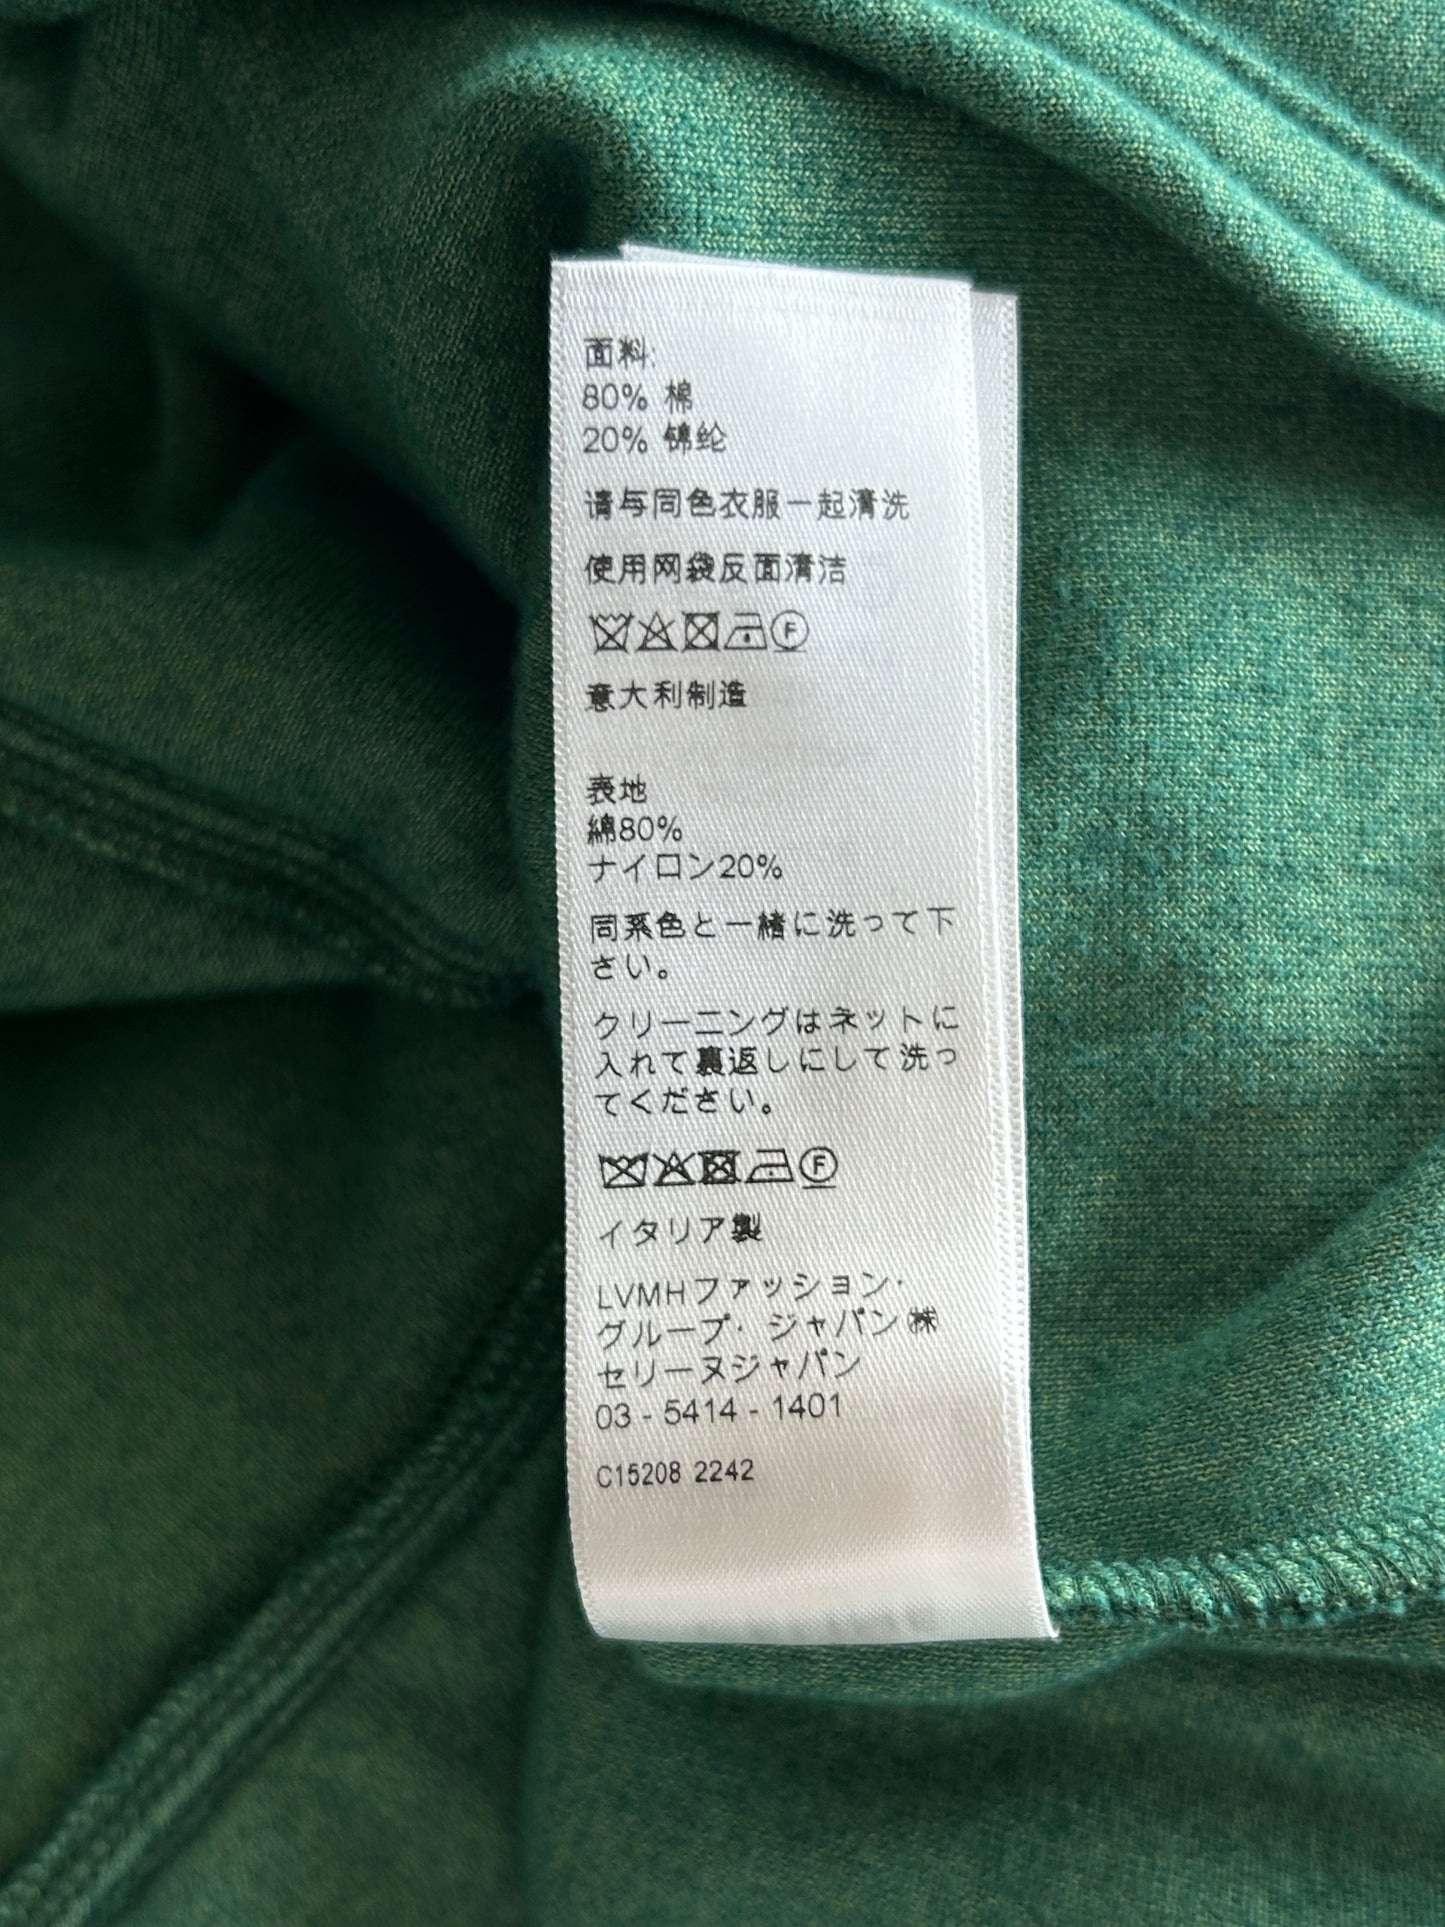 面料:
80% 棉
20% 锦纶
请与同色衣服一起清洗
使用网袋反面清洁
F
意大利制造
表地
綿80%
ナイロン20%
同系色と一緒に洗って下
さい。
クリーニングはネットに
入れて裏返しにして洗っ
てください。
F
イタリア製
LVMHファッション・
グループ・ジャパン㈱
セリーヌジャパン
03 - 5414 - 1401
C15208 2242